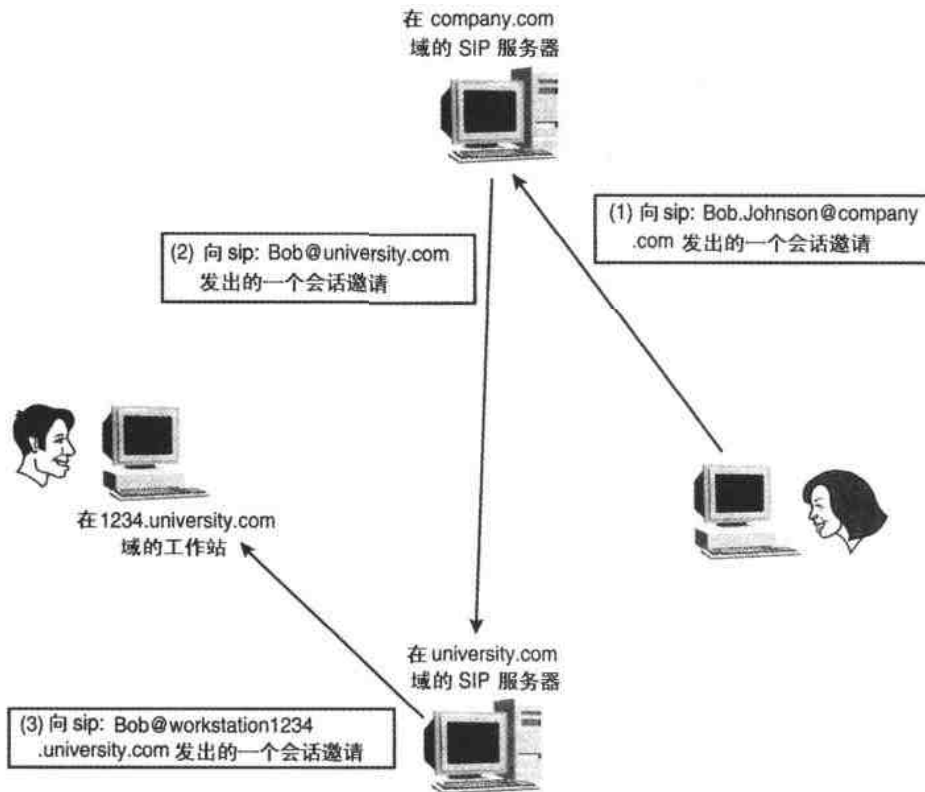 在 company.com
域的 SIP 服务器
(1) 向 sip: Bob.Johnson@company
.com 发出的一个会话邀请
(2) 向 sip: Bob@university.com
发出的一个会话邀请
在1234.university.com
域的工作站
在 university.com
域的 SIP 服务器
(3) 向 sip: Bob@workstation1234
.university.com 发出的一个会话邀请